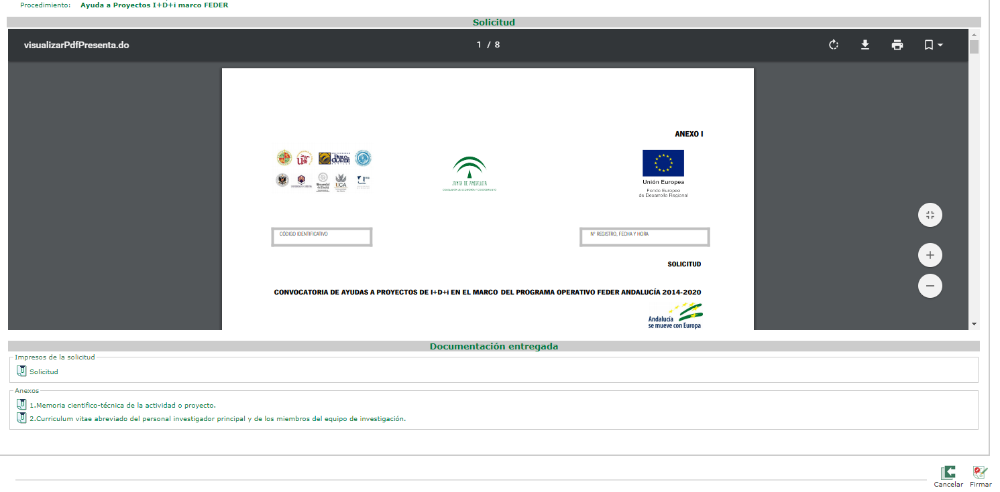 Procedimiento: Ayuda a Proyectos I+D+i marco FEDER
Solicitud
visualizarPdfPresenta.do
1 / 8
ANEXO I
PABLO OLAVIDE
UCA
JUNTA DE ANDALUCIA
CONSEJERIA DE ECONOMIA Y CONOCIMIENTO
Unión Europea
Fondo Europeo
de Desarrollo Regional
CÓDIGO IDENTIFICATIVO
Nº REGISTRO, FECHA Y HORA
SOLICITUD
CONVOCATORIA DE AYUDAS A PROYECTOS DE I+D+i EN EL MARCO DEL PROGRAMA OPERATIVO FEDER ANDALUCÍA 2014-2020
Andalucía
se mueve con Europa
Documentación entregada
Impresos de la solicitud
Solicitud
Anexos
1.Memoria cientifico-técnica de la actividad o proyecto.
2.Curriculum vitae abreviado del personal investigador principal y de los miembros del equipo de investigación.
Cancelar
Firmar